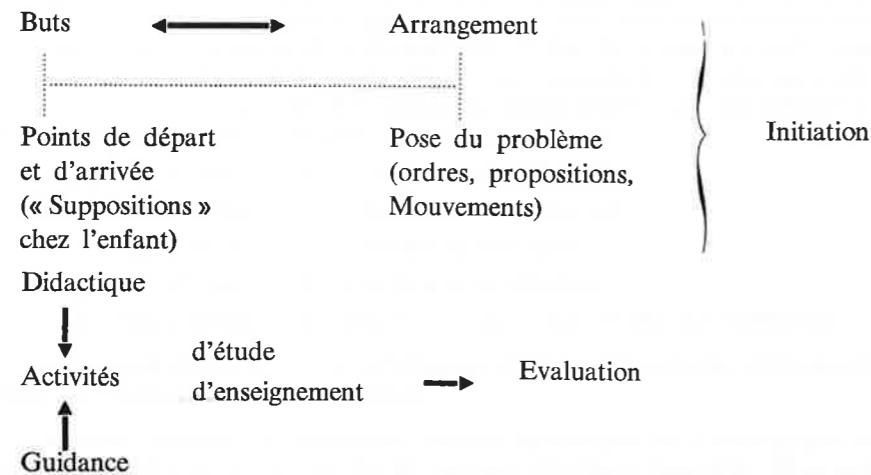 Buts
Arrangement
Points de départ
et d'arrivée
(« Suppositions »
chez l'enfant)
Pose du problème
(ordres, propositions,
Mouvements)
Initiation
Didactique
Activités
d'étude
d'enseignement
Evaluation
Guidance